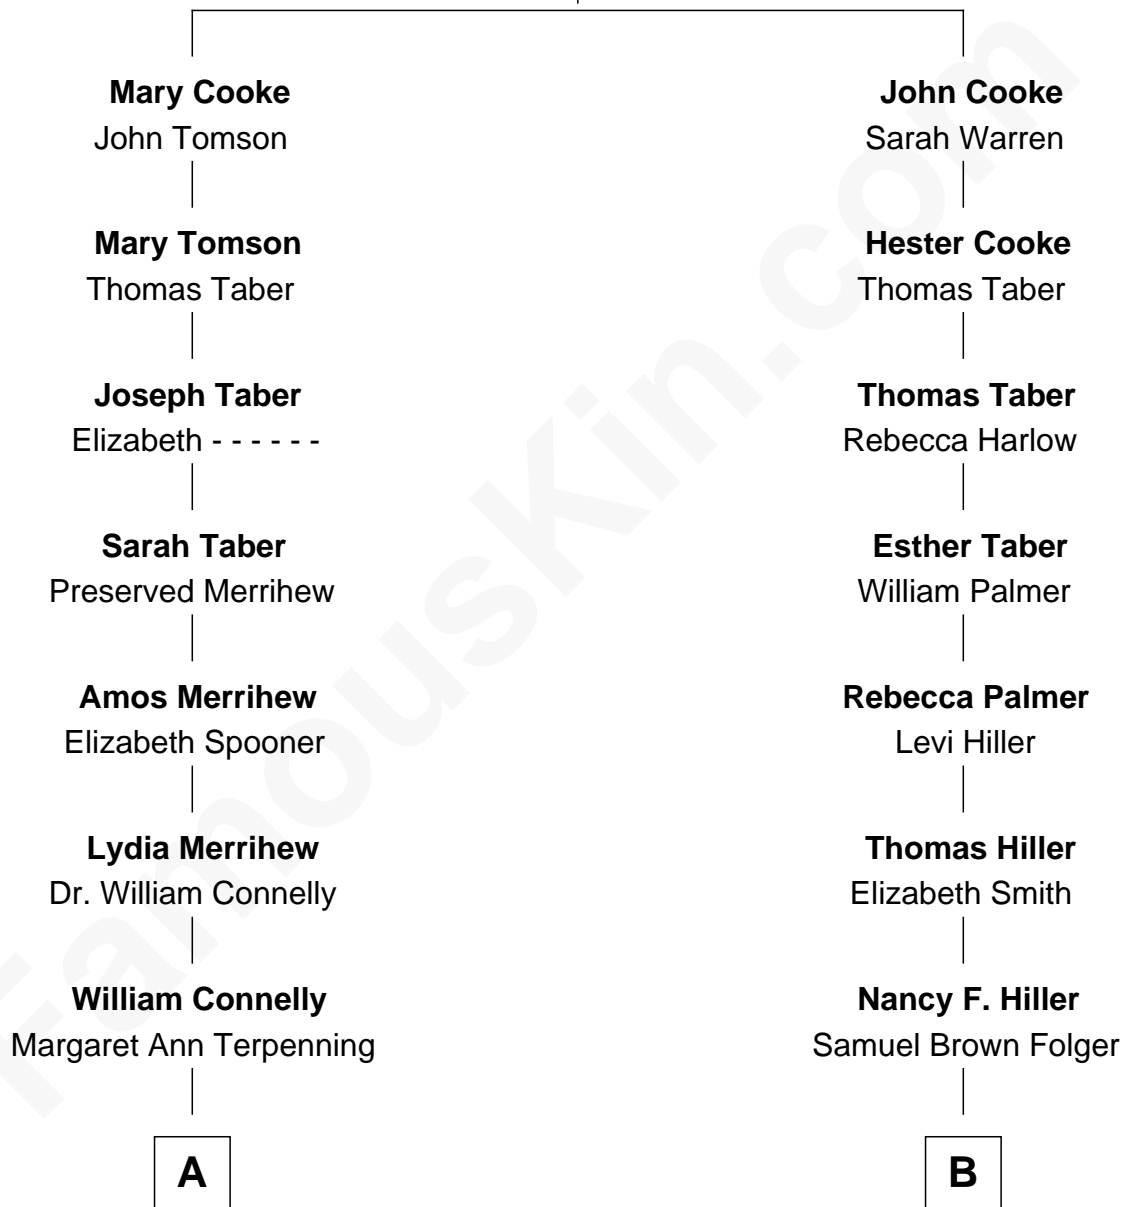 Mary Cooke
John Tomson
Mary Tomson
Thomas Taber
Joseph Taber
Elizabeth - - - - - -
Sarah Taber
Preserved Merrihew
Amos Merrihew
Elizabeth Spooner
Lydia Merrihew
Dr. William Connelly
William Connelly
Margaret Ann Terpenning
A
John Cooke
Sarah Warren
Hester Cooke
Thomas Taber
Thomas Taber
Rebecca Harlow
Esther Taber
William Palmer
Rebecca Palmer
Levi Hiller
Thomas Hiller
Elizabeth Smith
Nancy F. Hiller
Samuel Brown Folger
B
FamousKin.com